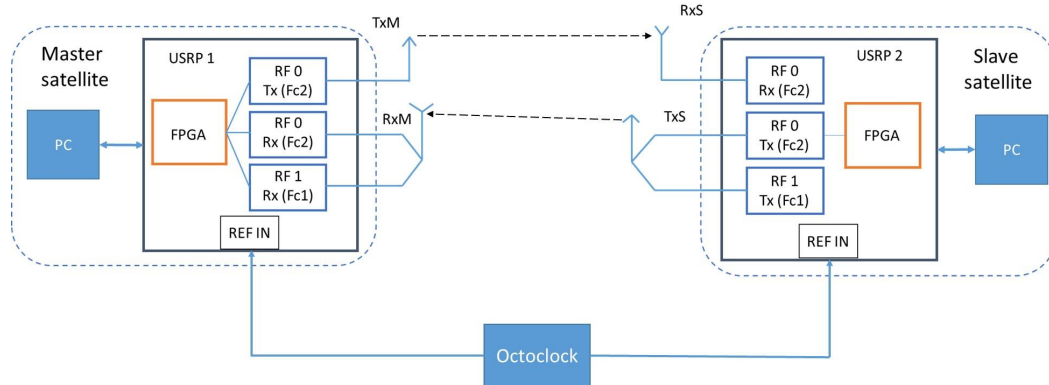 TxM
RxS
Master
satellite
USRP 1
RF 0
Tx (Fc2)
RF 0
Rx (Fc2)
RF 1
Rx (Fc1)
FPGA
PC
REF IN
RxM
TxS
USRP 2
Slave
satellite
RF 0
Rx (Fc2)
RF 0
Tx (Fc2)
RF 1
Tx (Fc1)
FPGA
PC
REF IN
Octoclock